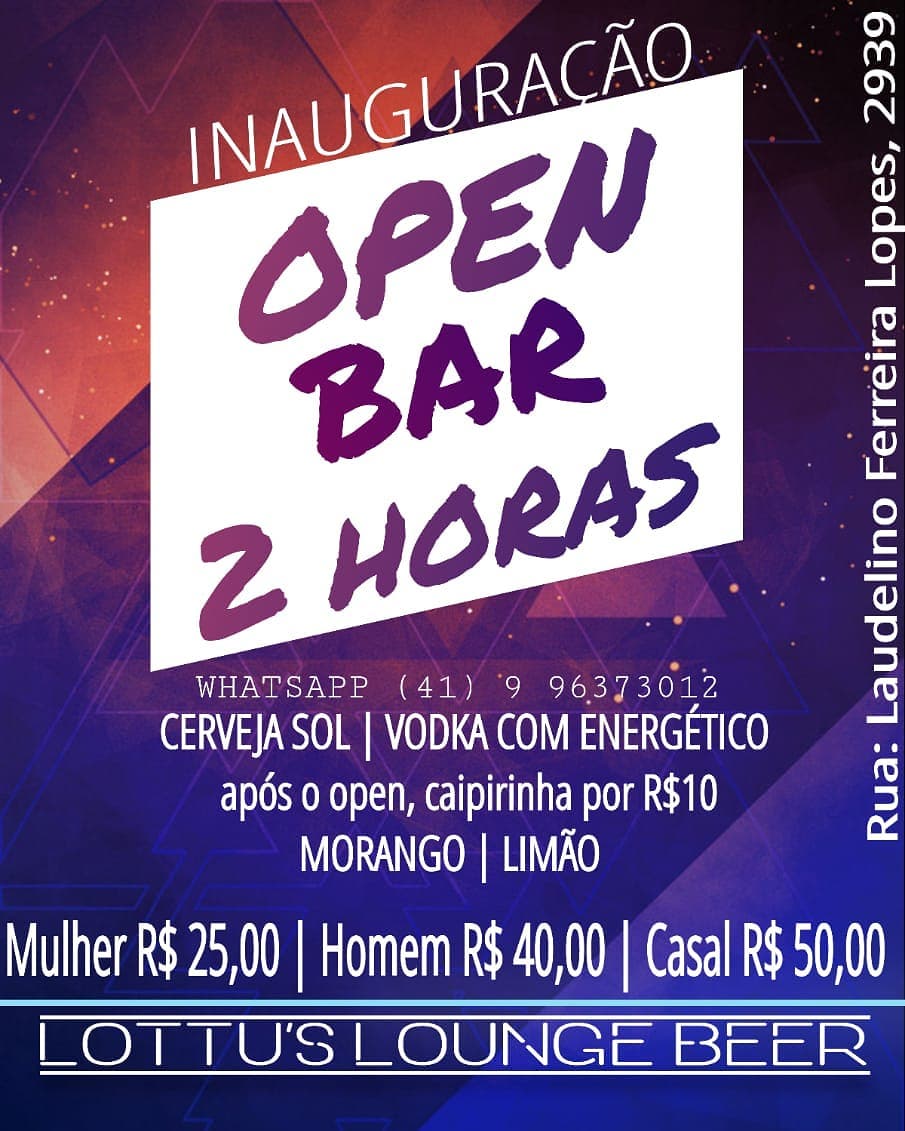 INAUGURAÇÃO
OPEN
BAR
2 HORAS
WHATSAPP (41) 9 96373012
CERVEJA SOL | VODKA COM ENERGÉTICO
após o open, caipirinha por R$10
MORANGO | LIMÃO
Mulher R$ 25,00 | Homem R$ 40,00 | Casal R$ 50,00
LOTTU'S LOUNGE BEER
Rua: Laudelino Ferreira Lopes, 2939